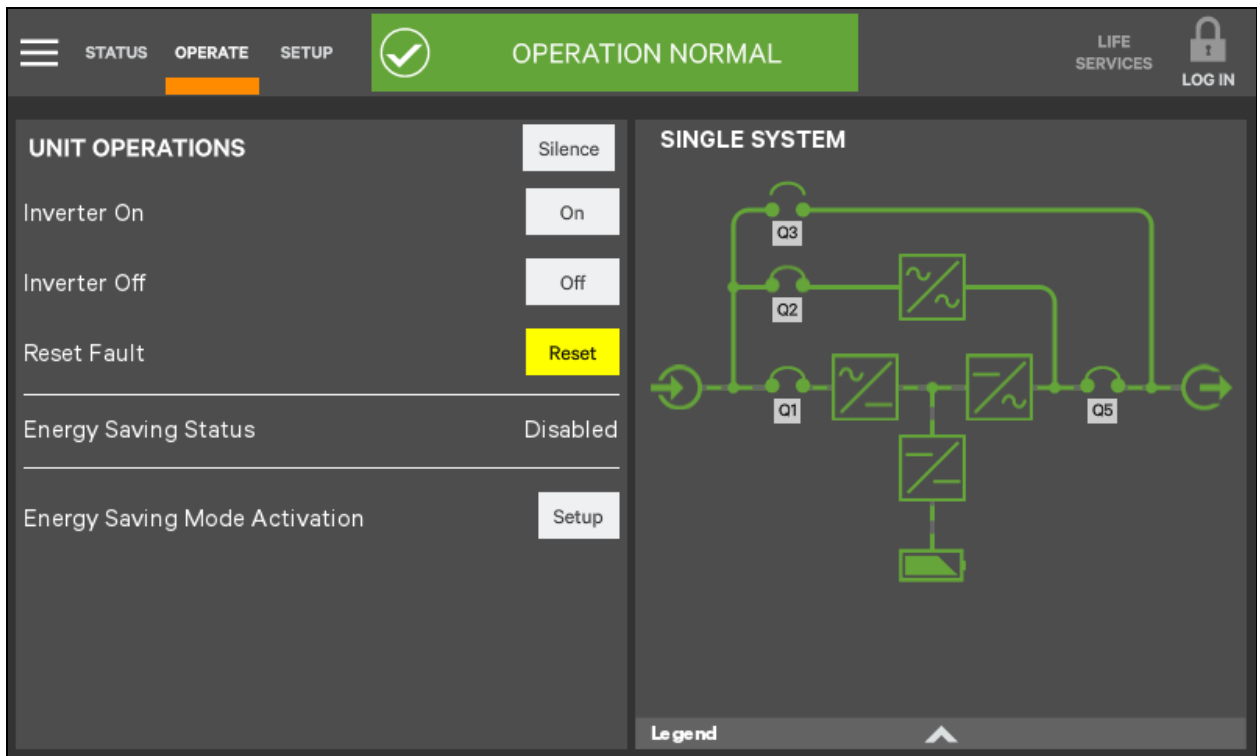 STATUS OPERATE SETUP OPERATION NORMAL LIFE SERVICES LOG IN
UNIT OPERATIONS Silence
Inverter On On
Inverter Off Off
Reset Fault Reset
Energy Saving Status Disabled
Energy Saving Mode Activation Setup
SINGLE SYSTEM
Q3
Q2
Q1 Q5
Legend